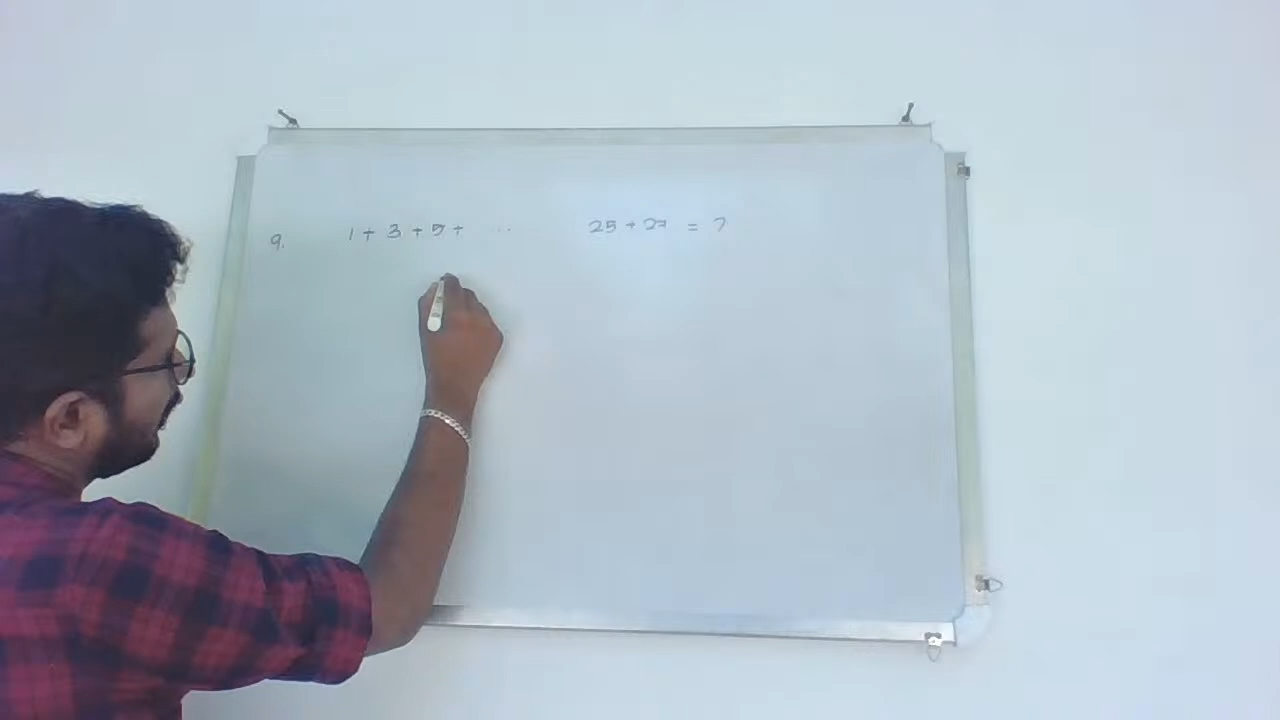 9. 1 + 3 + 5 + ... 25 + 27 = ?